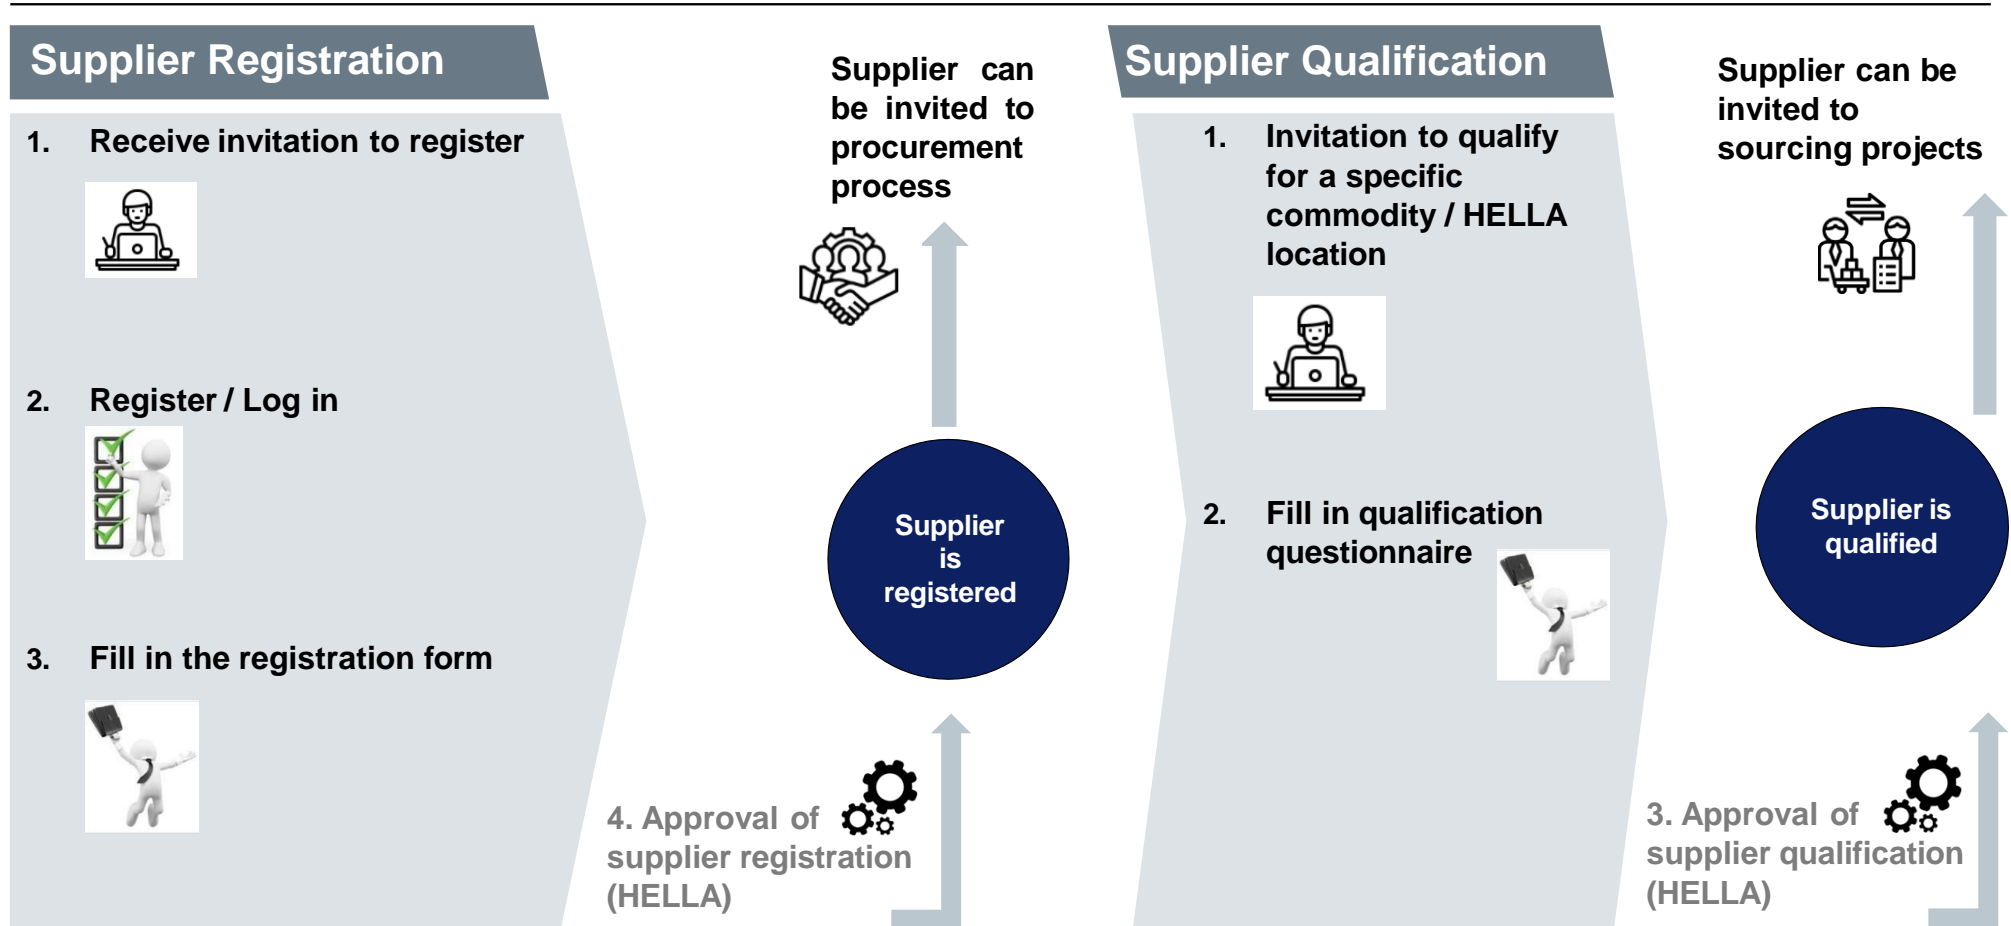 Supplier Registration
1. Receive invitation to register
2. Register / Log in
3. Fill in the registration form
4. Approval of
supplier registration
(HELLA)
Supplier
is
registered
Supplier can
be invited to
procurement
process
Supplier Qualification
1. Invitation to qualify
for a specific
commodity / HELLA
location
2. Fill in qualification
questionnaire
3. Approval of
supplier qualification
(HELLA)
Supplier is
qualified
Supplier can be
invited to
sourcing projects